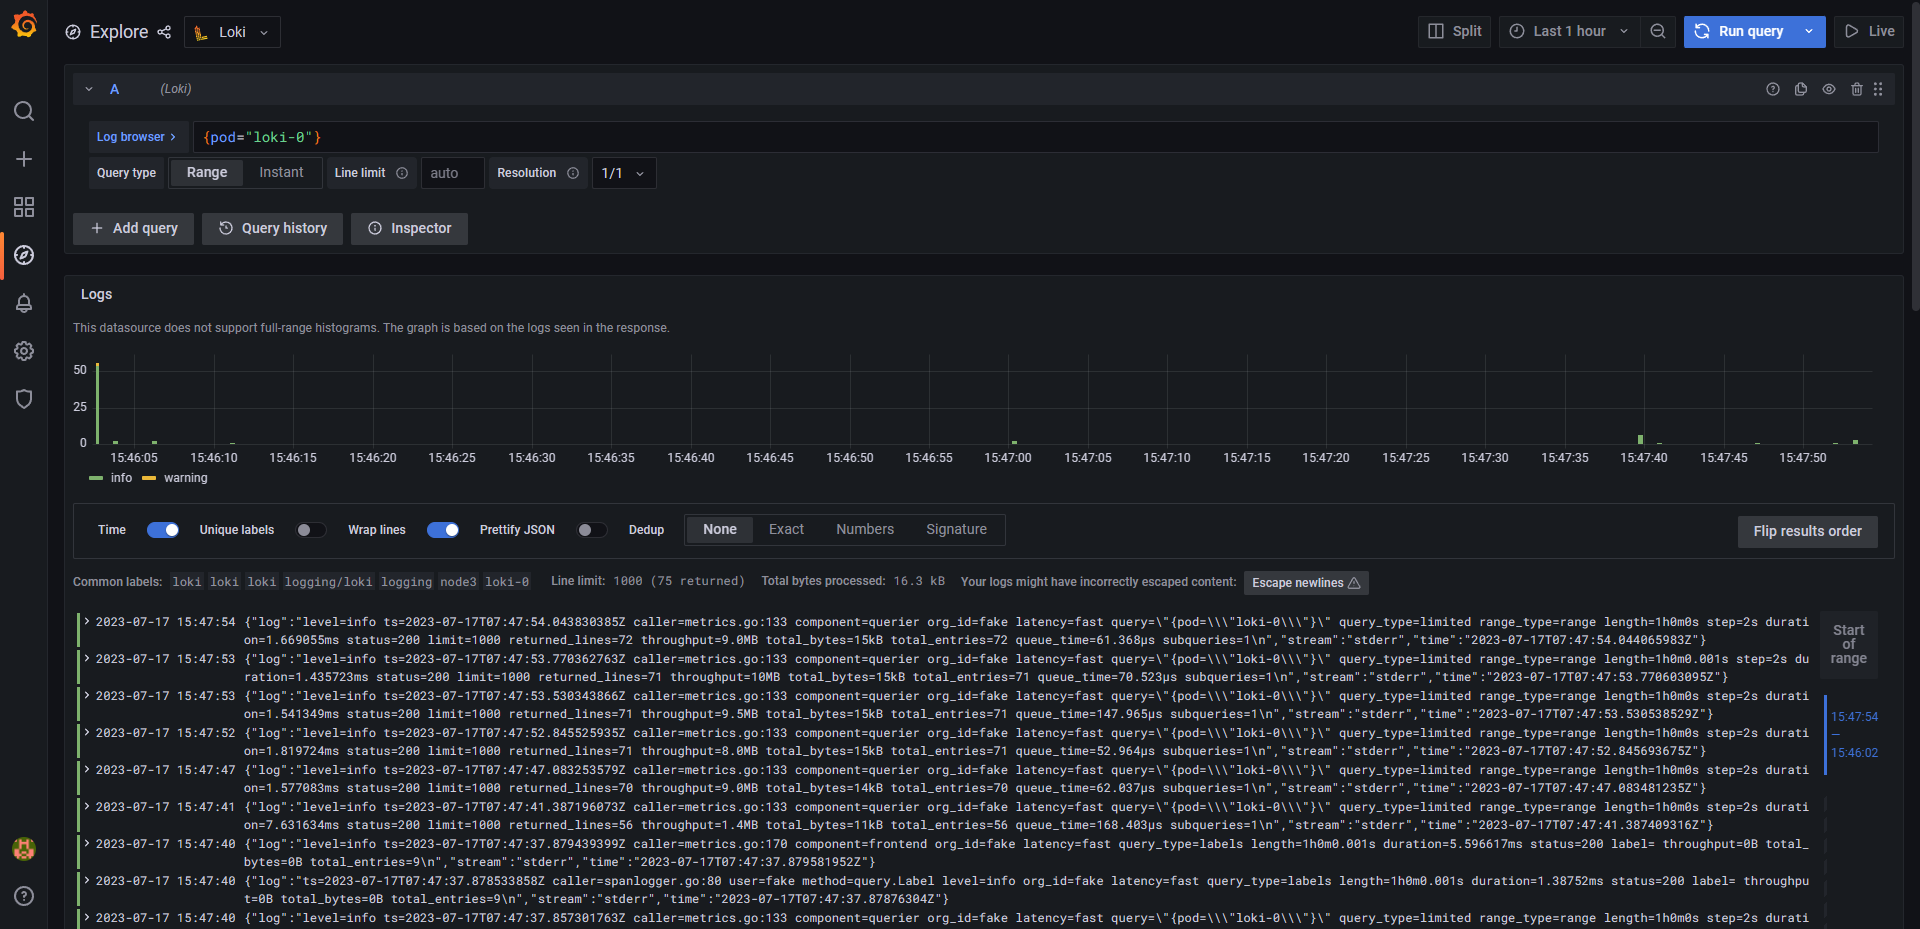 Explore Loki Split Last 1 hour Run query Live
A (Loki)
Log browser > {pod="loki-0"}
Query type Range Instant Line limit auto Resolution 1/1
+ Add query Query history Inspector
Logs
This datasource does not support full-range histograms. The graph is based on the logs seen in the response.
50
25
0
15:46:05 15:46:10 15:46:15 15:46:20 15:46:25 15:46:30 15:46:35 15:46:40 15:46:45 15:46:50 15:46:55 15:47:00 15:47:05 15:47:10 15:47:15 15:47:20 15:47:25 15:47:30 15:47:35 15:47:40 15:47:45 15:47:50
info warning
Time Unique labels Wrap lines Prettify JSON Dedup None Exact Numbers Signature Flip results order
Common labels: loki loki loki logging/loki logging node3 loki-0 Line limit: 1000 (75 returned) Total bytes processed: 16.3 kB Your logs might have incorrectly escaped content: Escape newlines
> 2023-07-17 15:47:54 {"log":"level=info ts=2023-07-17T07:47:54.043830385Z caller=metrics.go:133 component=querier org_id=fake latency=fast query=\"{pod=\\\"loki-0\\\"}\" query_type=limited range_type=range length=1h0m0s step=2s durati
on=1.669055ms status=200 limit=1000 returned_lines=72 throughput=9.0MB total_bytes=15kB total_entries=72 queue_time=61.368µs subqueries=1\n","stream":"stderr","time":"2023-07-17T07:47:54.044065983Z"}
> 2023-07-17 15:47:53 {"log":"level=info ts=2023-07-17T07:47:53.770362763Z caller=metrics.go:133 component=querier org_id=fake latency=fast query=\"{pod=\\\"loki-0\\\"}\" query_type=limited range_type=range length=1h0m0.001s step=2s du
ration=1.435723ms status=200 limit=1000 returned_lines=71 throughput=10MB total_bytes=15kB total_entries=71 queue_time=70.523µs subqueries=1\n","stream":"stderr","time":"2023-07-17T07:47:53.770603095Z"}
> 2023-07-17 15:47:53 {"log":"level=info ts=2023-07-17T07:47:53.530343866Z caller=metrics.go:133 component=querier org_id=fake latency=fast query=\"{pod=\\\"loki-0\\\"}\" query_type=limited range_type=range length=1h0m0s step=2s durati
on=1.541349ms status=200 limit=1000 returned_lines=71 throughput=9.5MB total_bytes=15kB total_entries=71 queue_time=147.965µs subqueries=1\n","stream":"stderr","time":"2023-07-17T07:47:53.530538529Z"}
> 2023-07-17 15:47:52 {"log":"level=info ts=2023-07-17T07:47:52.845525935Z caller=metrics.go:133 component=querier org_id=fake latency=fast query=\"{pod=\\\"loki-0\\\"}\" query_type=limited range_type=range length=1h0m0s step=2s durati
on=1.819724ms status=200 limit=1000 returned_lines=71 throughput=8.0MB total_bytes=15kB total_entries=71 queue_time=52.964µs subqueries=1\n","stream":"stderr","time":"2023-07-17T07:47:52.845693675Z"}
> 2023-07-17 15:47:47 {"log":"level=info ts=2023-07-17T07:47:47.083253579Z caller=metrics.go:133 component=querier org_id=fake latency=fast query=\"{pod=\\\"loki-0\\\"}\" query_type=limited range_type=range length=1h0m0s step=2s durati
on=1.577083ms status=200 limit=1000 returned_lines=70 throughput=9.0MB total_bytes=14kB total_entries=70 queue_time=62.037µs subqueries=1\n","stream":"stderr","time":"2023-07-17T07:47:47.083481235Z"}
> 2023-07-17 15:47:41 {"log":"level=info ts=2023-07-17T07:47:41.387196073Z caller=metrics.go:133 component=querier org_id=fake latency=fast query=\"{pod=\\\"loki-0\\\"}\" query_type=limited range_type=range length=1h0m0s step=2s durati
on=7.631634ms status=200 limit=1000 returned_lines=56 throughput=1.4MB total_bytes=11kB total_entries=56 queue_time=168.403µs subqueries=1\n","stream":"stderr","time":"2023-07-17T07:47:41.387409316Z"}
> 2023-07-17 15:47:40 {"log":"level=info ts=2023-07-17T07:47:37.879439399Z caller=metrics.go:170 component=frontend org_id=fake latency=fast query_type=labels length=1h0m0.001s duration=5.596617ms status=200 label= throughput=0B total_
bytes=0B total_entries=9\n","stream":"stderr","time":"2023-07-17T07:47:37.879581952Z"}
> 2023-07-17 15:47:40 {"log":"ts=2023-07-17T07:47:37.878533858Z caller=spanlogger.go:80 user=fake method=query.Label level=info org_id=fake latency=fast query_type=labels length=1h0m0.001s duration=1.38752ms status=200 label= throughpu
t=0B total_bytes=0B total_entries=9\n","stream":"stderr","time":"2023-07-17T07:47:37.87876304Z"}
> 2023-07-17 15:47:40 {"log":"level=info ts=2023-07-17T07:47:37.857301763Z caller=metrics.go:133 component=querier org_id=fake latency=fast query=\"{pod=\\\"loki-0\\\"}\" query_type=limited range_type=range length=1h0m0s step=2s durati
Start
of
range
15:47:54
—
15:46:02